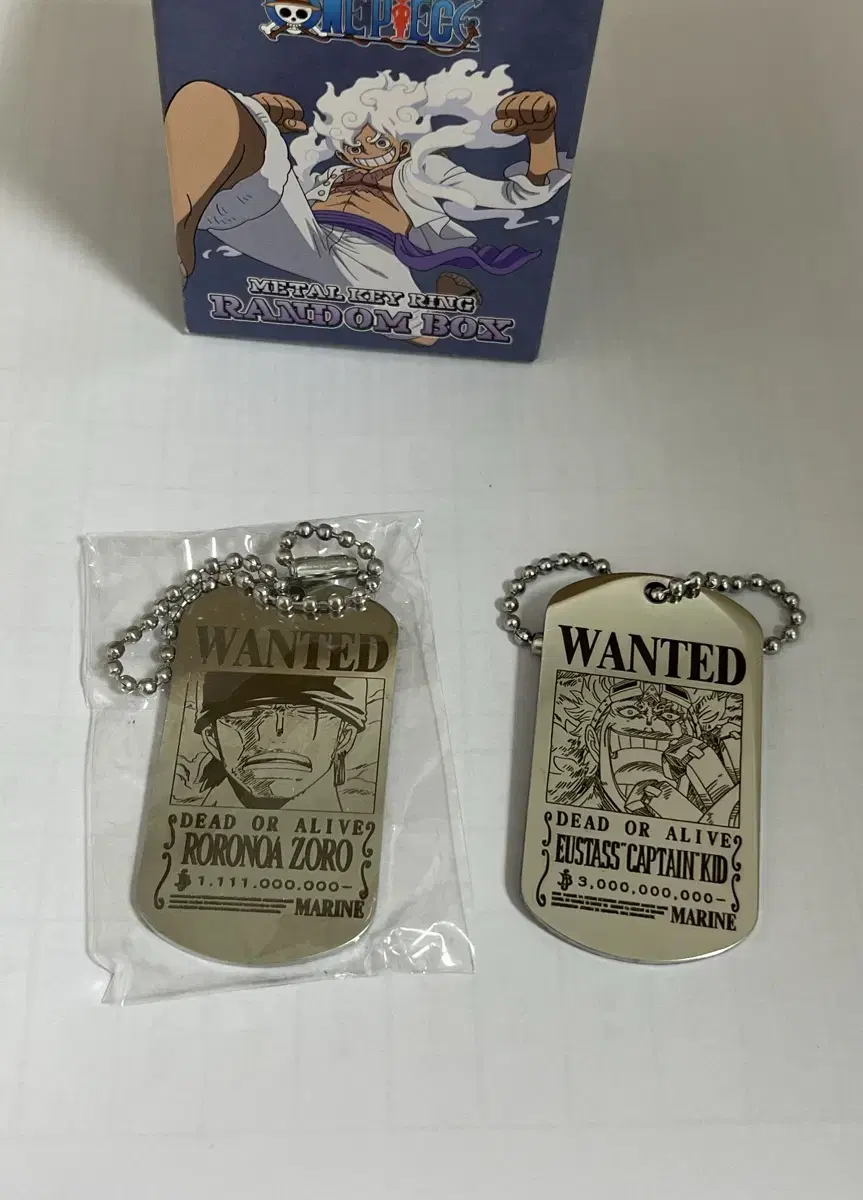 ONE PIECE
METAL KEY RING
RANDOM BOX
WANTED
DEAD OR ALIVE
RORONOA ZORO
1.111.000.000-
MARINE
WANTED
DEAD OR ALIVE
EUSTASS"CAPTAIN"KID
3,000,000,000-
MARINE